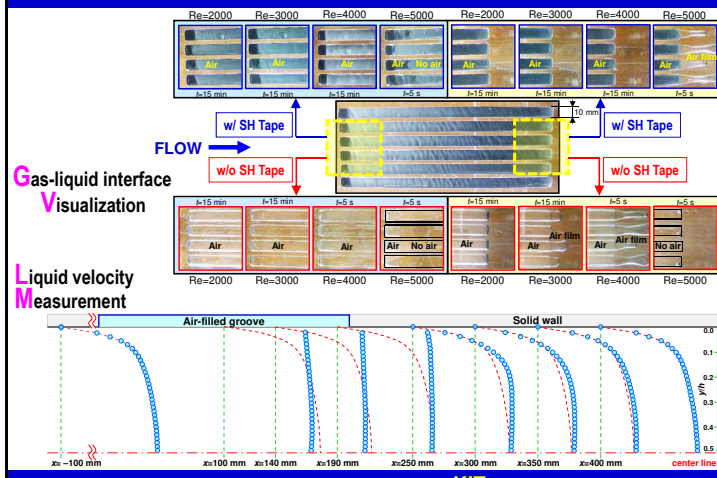 Re=2000 Re=3000 Re=4000 Re=5000 Re=2000 Re=3000 Re=4000 Re=5000
Air Air Air Air No air Air Air Air Air film Air
t=15 min t=15 min t=15 min t=5 s t=15 min t=15 min t=15 min t=5 s
10 mm
w/ SH Tape w/ SH Tape
FLOW
w/o SH Tape w/o SH Tape
Gas-liquid interface
Visualization
t=15 min t=15 min t=5 s t=5 s t=15 min t=15 min t=5 s t=5 s
Air Air Air Air No air Air Air film Air Air film Air No air
Re=2000 Re=3000 Re=4000 Re=5000 Re=2000 Re=3000 Re=4000 Re=5000
Liquid velocity
Measurement
Air-filled groove Solid wall
0.0
0.1
0.2
y/h
0.3
0.4
0.5
x= −100 mm x=100 mm x=140 mm x=190 mm x=250 mm x=300 mm x=350 mm x=400 mm center line